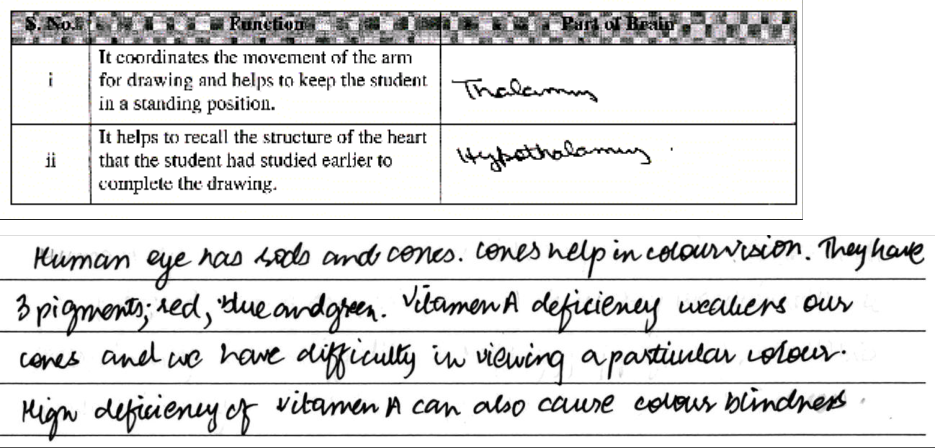 S. No. Function Part of Brain
It coordinates the movement of the arm
i for drawing and helps to keep the student Thalamus
in a standing position.
It helps to recall the structure of the heart
ii that the student had studied earlier to Hypothalamus
complete the drawing.
Human eye has rods and cones. Cones help in colour vision. They have
3 pigments; red, blue and green. Vitamen A deficiency weakens our
cones and we have difficulty in viewing a particular colour.
High deficiency of vitamen A can also cause colour blindness.